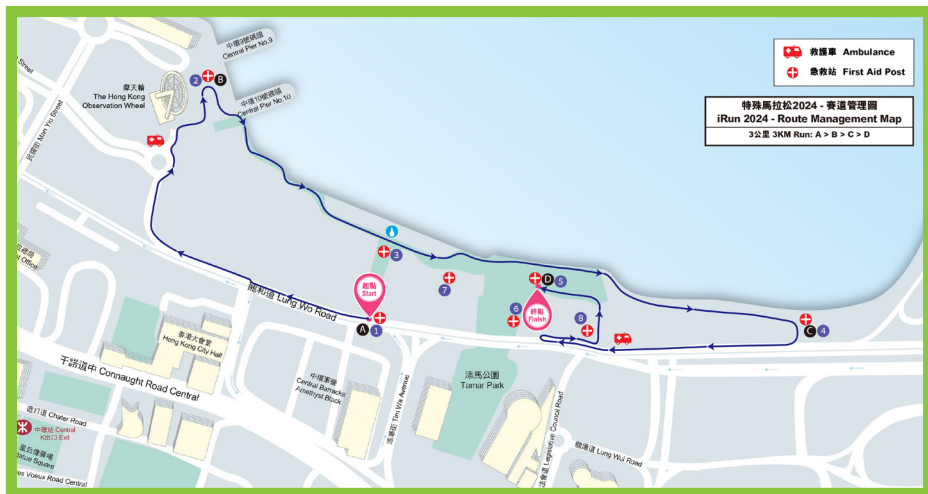 救護車 Ambulance
急救站 First Aid Post
特殊馬拉松2024 - 賽道管理圖
iRun 2024 - Route Management Map
3公里 3KM Run: A > B > C > D
中環9號碼頭
Central Pier No.9
中環10號碼頭
Central Pier No.10
2
B
摩天輪
The Hong Kong
Observation Wheel
Street
民耀街 Man Yiu Street
3
7
起點
Start
A
1
D
5
終點
Finish
6
8
C
4
龍和道 Lung Wo Road
al Office
香港大會堂
Hong Kong City Hall
干諾道中 Connaught Road Central
中環軍營
Central Barracks
Amethyst Block
添華道 Tim Wa Avenue
添馬公園
Tamar Park
立法會道 Legislative Council Road
龍匯道 Lung Wui Road
遮打道 Chater Road
中環站 Central
K出口 Exit
皇后像廣場
Statue Square
es Voeux Road Central